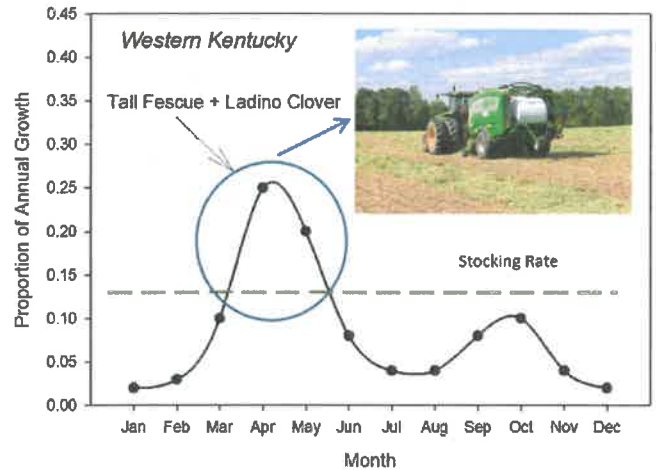 Western Kentucky
Tall Fescue + Ladino Clover
Stocking Rate
Proportion of Annual Growth
0.45
0.40
0.35
0.30
0.25
0.20
0.15
0.10
0.05
0.00
Jan Feb Mar Apr May Jun Jul Aug Sep Oct Nov Dec
Month